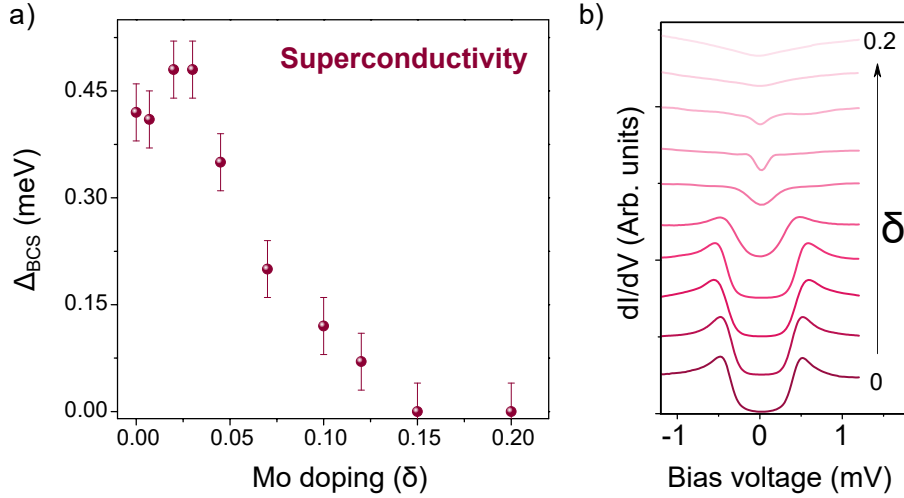 a)
Superconductivity
Δ_BCS (meV)
0.45
0.30
0.15
0.00
0.00 0.05 0.10 0.15 0.20
Mo doping (δ)
b)
dI/dV (Arb. units)
0.2
δ
0
-1 0 1
Bias voltage (mV)